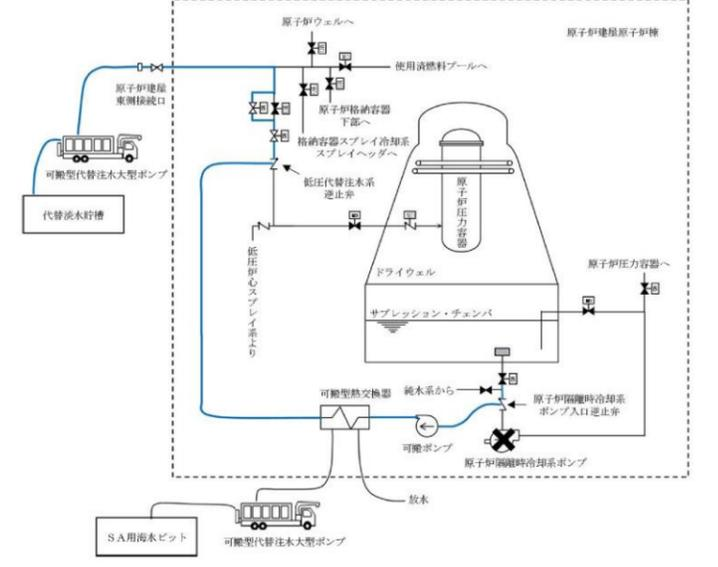 原子炉ウェルへ
原子炉建屋原子炉棟
使用済燃料プールへ
原子炉建屋
東側接続口
原子炉格納容器
下部へ
格納容器スプレイ冷却系
スプレイヘッダへ
可搬型代替注水大型ポンプ
低圧代替注水系
逆止弁
原子炉圧力容器
代替淡水貯槽
低圧炉心スプレイ系より
原子炉圧力容器へ
ドライウェル
サプレッション・チェンバ
可搬型熱交換器
純水系から
原子炉隔離時冷却系
ポンプ入口逆止弁
可搬ポンプ
原子炉隔離時冷却系ポンプ
放水
SA用海水ピット
可搬型代替注水大型ポンプ